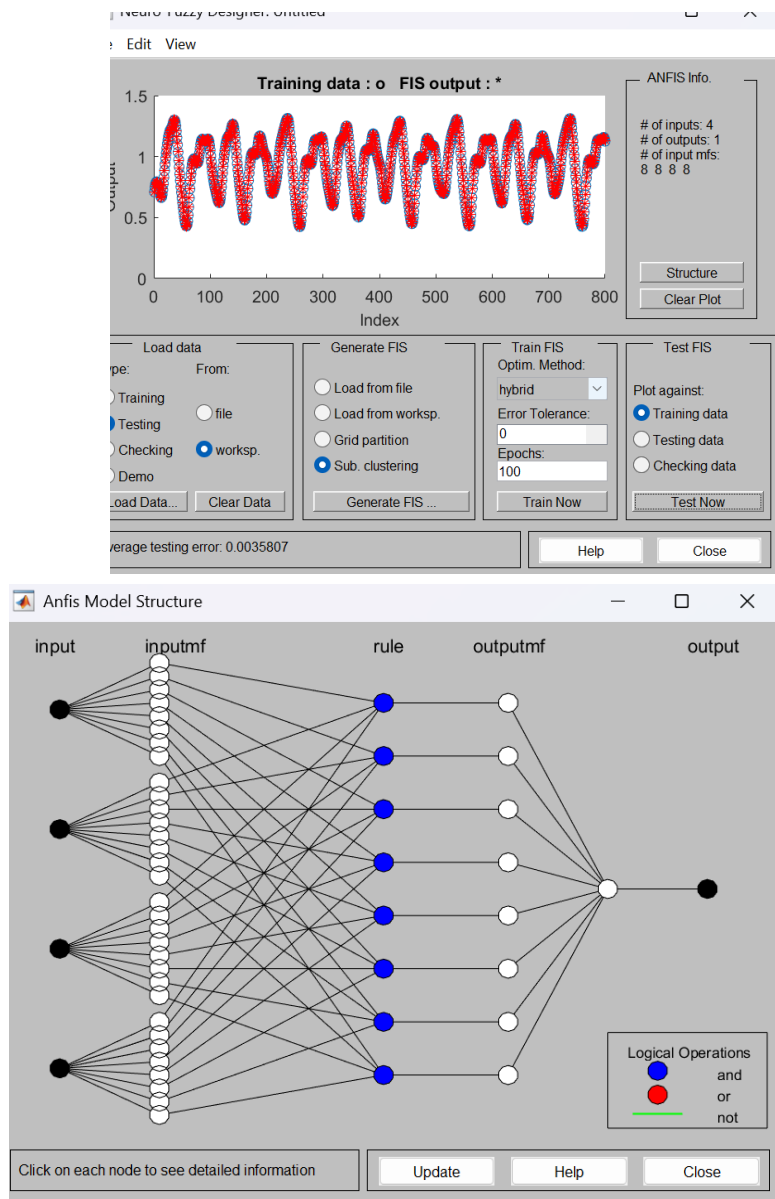 Neuro-Fuzzy Designer: Untitled
Edit View
Training data : o FIS output : *
1.5
1
0.5
0
0 100 200 300 400 500 600 700 800
Index
ANFIS Info.
# of inputs: 4
# of outputs: 1
# of input mfs:
8 8 8 8
Structure
Clear Plot
Load data
From:
Training
Testing
Checking
Demo
file
worksp.
Load Data...
Clear Data
Generate FIS
Load from file
Load from worksp.
Grid partition
Sub. clustering
Generate FIS ...
Train FIS
Optim. Method:
hybrid
Error Tolerance:
0
Epochs:
100
Train Now
Test FIS
Plot against:
Training data
Testing data
Checking data
Test Now
verage testing error: 0.0035807
Help
Close
Anfis Model Structure
input
inputmf
rule
outputmf
output
Logical Operations
and
or
not
Click on each node to see detailed information
Update
Help
Close